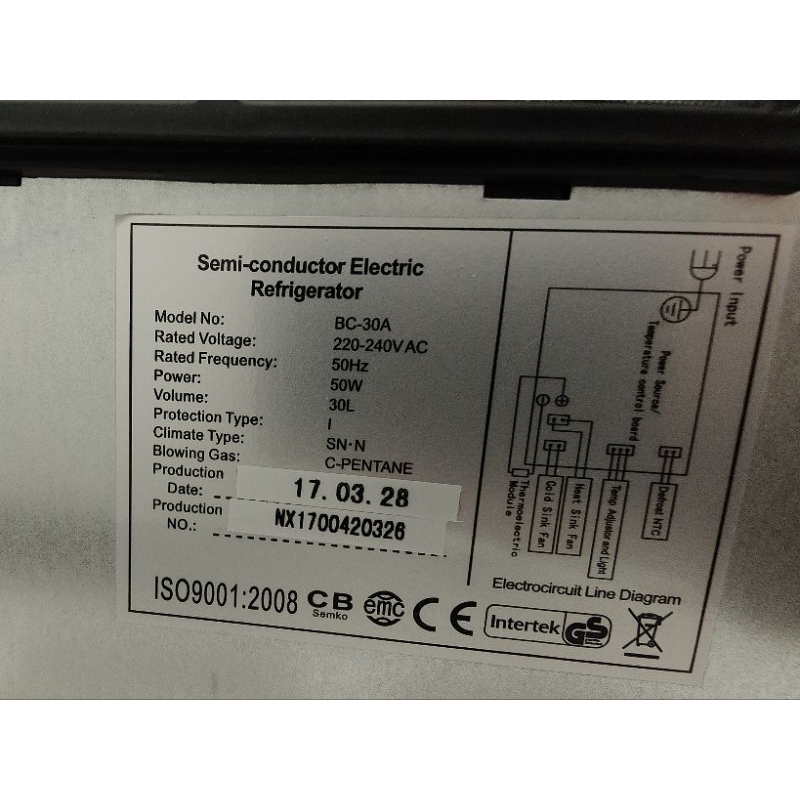 Semi-conductor Electric
Refrigerator
Model No: BC-30A
Rated Voltage: 220-240VAC
Rated Frequency: 50Hz
Power: 50W
Volume: 30L
Protection Type: I
Climate Type: SN·N
Blowing Gas: C-PENTANE
Production
Date: 17.03.28
Production
NO.: NX1700420326
ISO9001:2008 CB
Semko
emc CE Intertek GS
Power Input
Power Source/
Temperature control board
Thermoelectric
Module
Cold Sink Fan
Heat Sink Fan
Temp Adjustor and Light
Defrost NTC
Electrocircuit Line Diagram